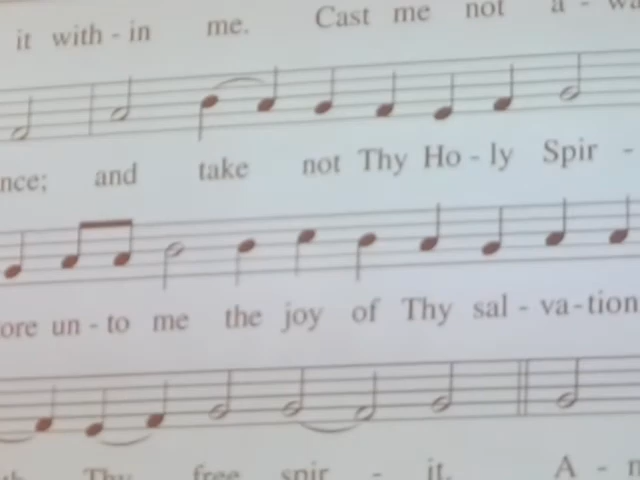 it with - in me. Cast me not a - wa
nce; and take not Thy Ho - ly Spir -
ore un - to me the joy of Thy sal - va - tion
Thy free spir - it. A -